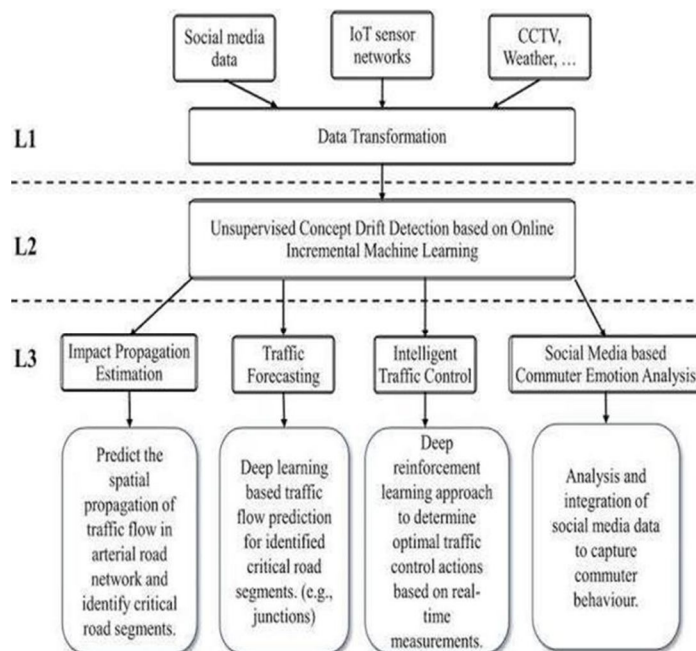 Social media
data
IoT sensor
networks
CCTV,
Weather, ...
L1
Data Transformation
L2
Unsupervised Concept Drift Detection based on Online
Incremental Machine Learning
L3
Impact Propagation
Estimation
Traffic
Forecasting
Intelligent
Traffic Control
Social Media based
Commuter Emotion Analysis
Predict the
spatial
propagation of
traffic flow in
arterial road
network and
identify critical
road segments.
Deep learning
based traffic
flow prediction
for identified
critical road
segments. (e.g.,
junctions)
Deep
reinforcement
learning approach
to determine
optimal traffic
control actions
based on real-
time
measurements.
Analysis and
integration of
social media data
to capture
commuter
behaviour.